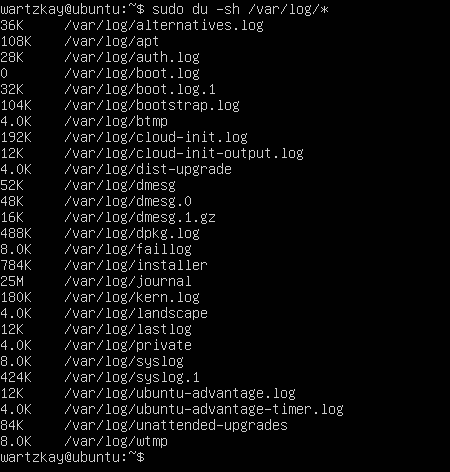 wartzkay@ubuntu:~$ sudo du -sh /var/log/*
36K /var/log/alternatives.log
108K /var/log/apt
28K /var/log/auth.log
0 /var/log/boot.log
32K /var/log/boot.log.1
104K /var/log/bootstrap.log
4.0K /var/log/btmp
192K /var/log/cloud-init.log
12K /var/log/cloud-init-output.log
4.0K /var/log/dist-upgrade
52K /var/log/dmesg
48K /var/log/dmesg.0
16K /var/log/dmesg.1.gz
488K /var/log/dpkg.log
8.0K /var/log/faillog
784K /var/log/installer
25M /var/log/journal
180K /var/log/kern.log
4.0K /var/log/landscape
12K /var/log/lastlog
4.0K /var/log/private
8.0K /var/log/syslog
424K /var/log/syslog.1
12K /var/log/ubuntu-advantage.log
4.0K /var/log/ubuntu-advantage-timer.log
84K /var/log/unattended-upgrades
8.0K /var/log/wtmp
wartzkay@ubuntu:~$